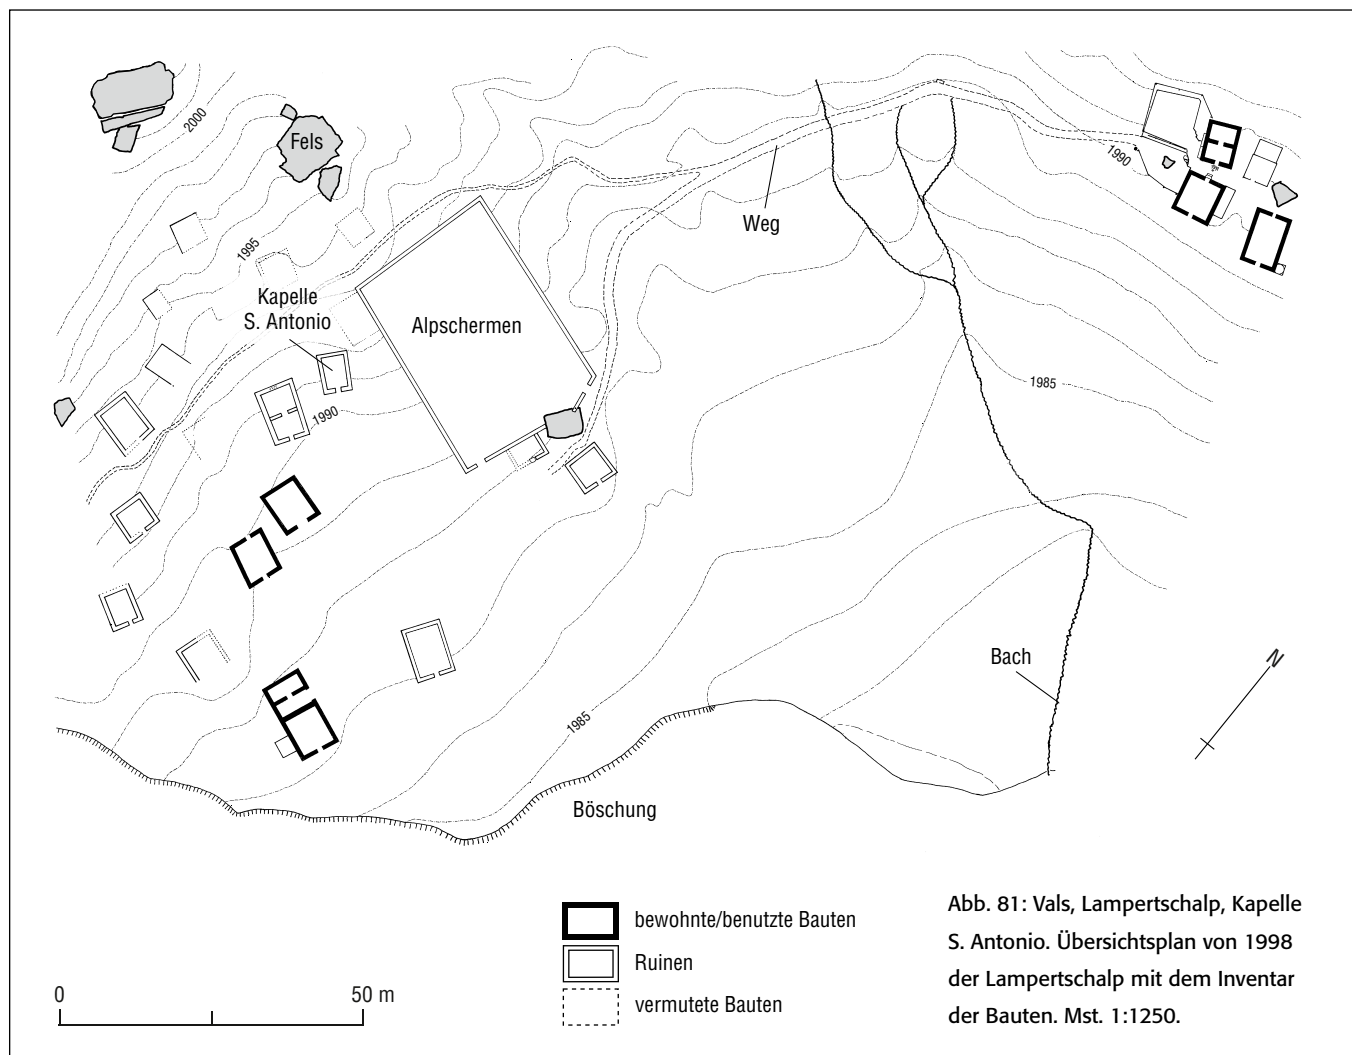 2000
Fels
1995
Kapelle
S. Antonio
Alpschermen
Weg
1990
1990
1985
Bach
N
1985
Böschung
bewohnte/benutzte Bauten
Ruinen
vermutete Bauten
0 50 m
Abb. 81: Vals, Lampertschalp, Kapelle
S. Antonio. Übersichtsplan von 1998
der Lampertschalp mit dem Inventar
der Bauten. Mst. 1:1250.